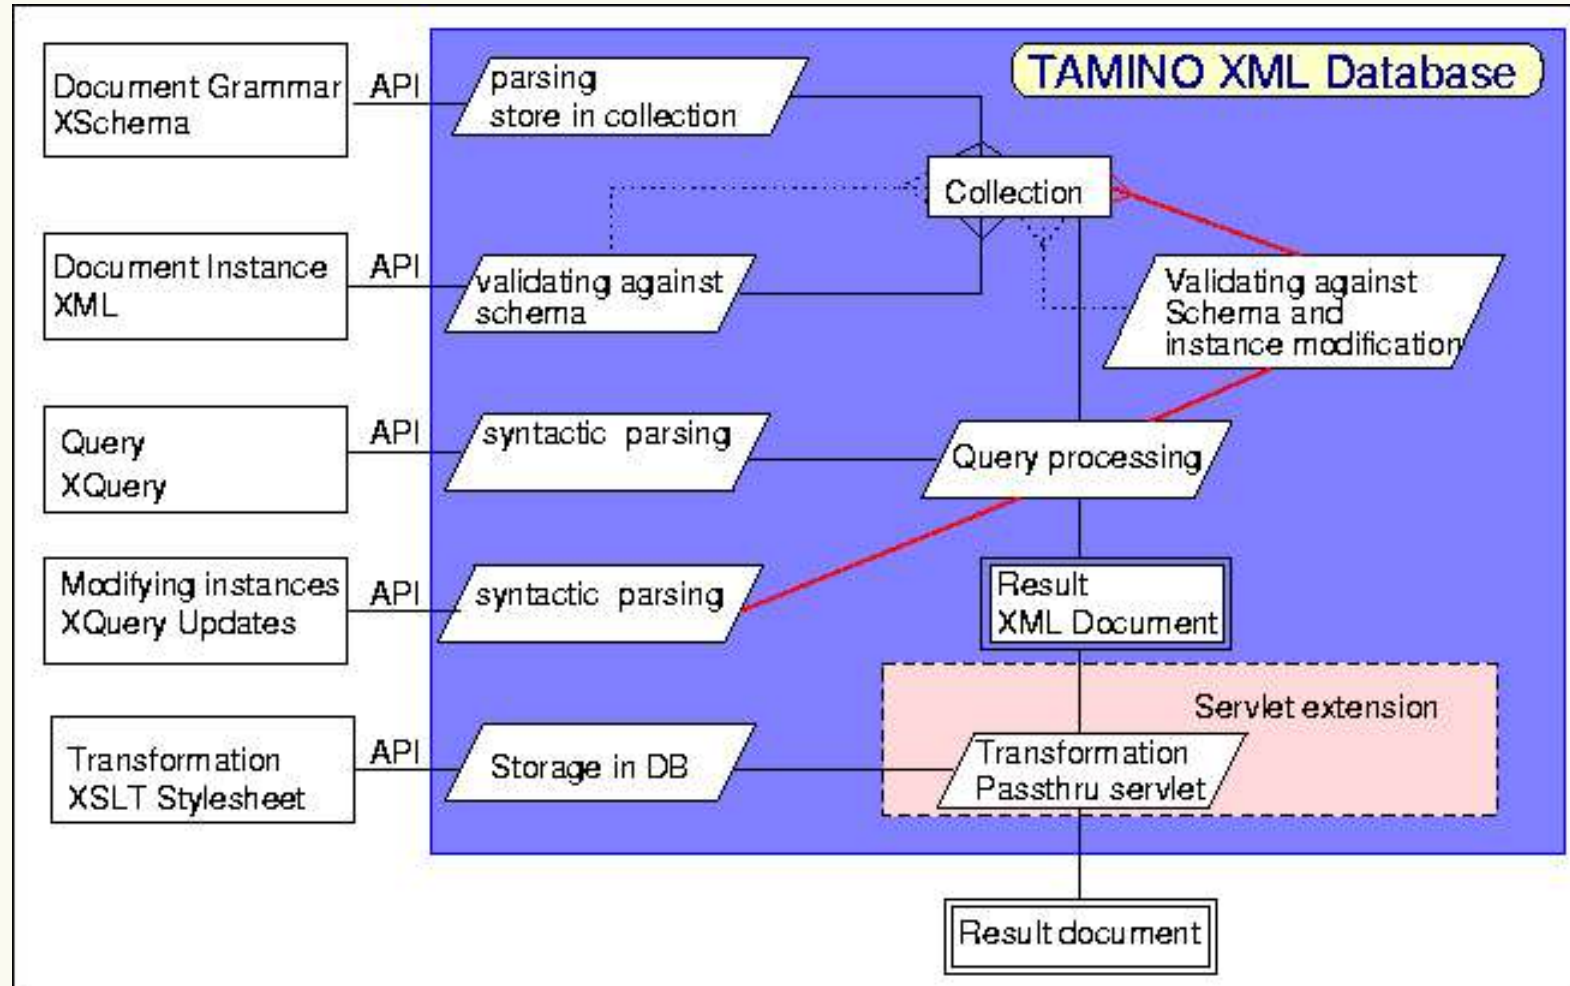 TAMINO XML Database
Document Grammar
XSchema
API
parsing
store in collection
Collection
Document Instance
XML
API
validating against
schema
Validating against
Schema and
instance modification
Query
XQuery
API
syntactic parsing
Query processing
Modifying instances
XQuery Updates
API
syntactic parsing
Result
XML Document
Servlet extension
Transformation
XSLT Stylesheet
API
Storage in DB
Transformation
Passthru servlet
Result document